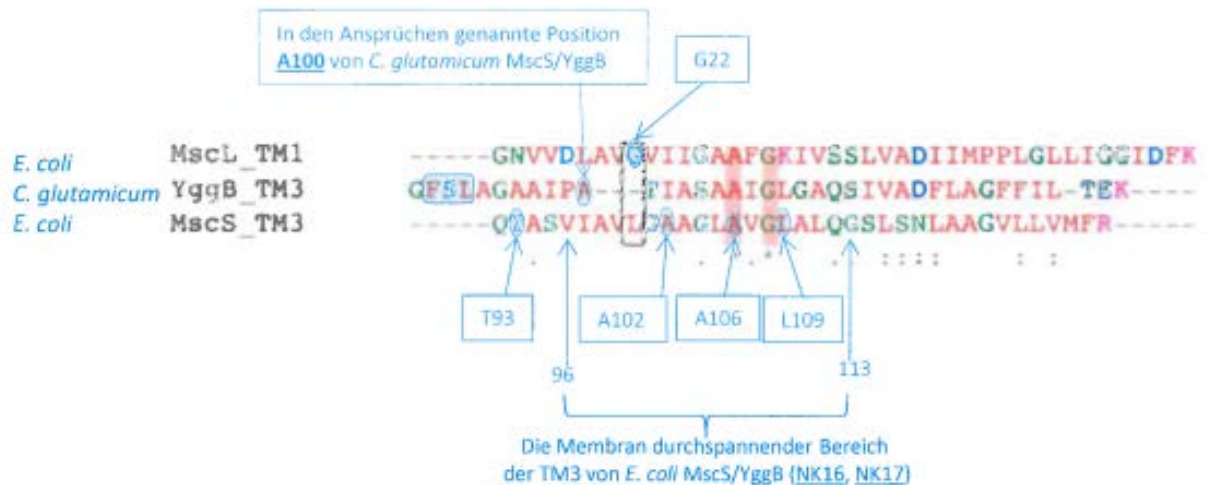 In den Ansprüchen genannte Position
A100 von C. glutamicum MscS/YggB
G22
E. coli MscL_TM1 -----GNVVDLAVGVIIGAAFGKIVSSLVADIIMPPLGLLIGGIDFK
C. glutamicum YggB_TM3 GFSLAGAAIPA---FIASAAIGLGAQSIVADFLAGFFIL-TEK----
E. coli MscS_TM3 -----QTASVIAVLGAAGLAVGLALQGSLSNLAAGVLLVMFR-----
T93
A102
A106
L109
96
113
Die Membran durchspannender Bereich
der TM3 von E. coli MscS/YggB (NK16, NK17)